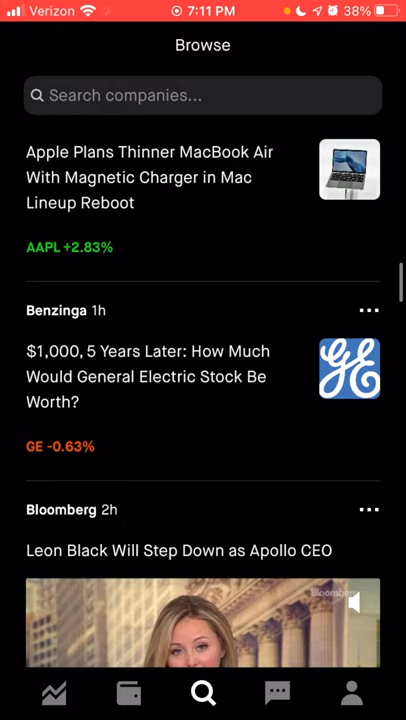 Verizon 7:11 PM 38%
Browse
Search companies...
Apple Plans Thinner MacBook Air
With Magnetic Charger in Mac
Lineup Reboot
AAPL +2.83%
Benzinga 1h
$1,000, 5 Years Later: How Much
Would General Electric Stock Be
Worth?
GE
GE -0.63%
Bloomberg 2h
Leon Black Will Step Down as Apollo CEO
Bloomberg